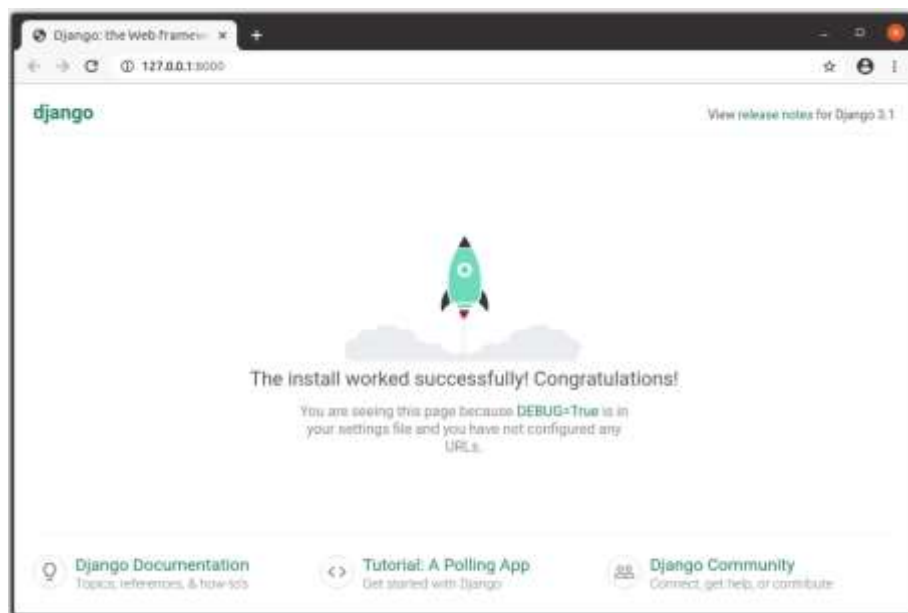 Django: the Web framew
127.0.0.1:8000
django
View release notes for Django 3.1
The install worked successfully! Congratulations!
You are seeing this page because DEBUG=True is in
your settings file and you have not configured any
URLs.
Django Documentation
Topics, references, & how-to's
Tutorial: A Polling App
Get started with Django
Django Community
Connect, get help, or contribute